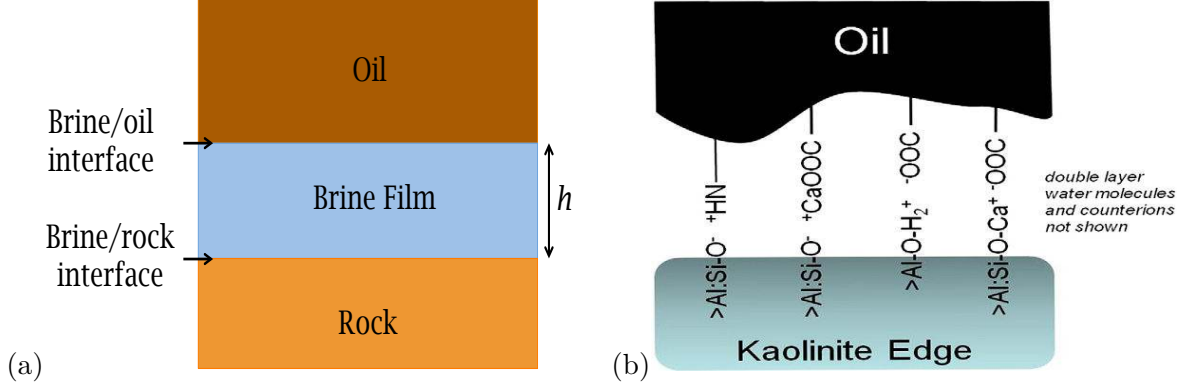 Oil
Brine/oil
interface
Brine Film
h
Brine/rock
interface
Rock
(a)
Oil
>Al:Si-O⁻ ⁺HN
>Al:Si-O⁻ ⁺CaOOC
>Al-O-H₂⁺ ⁻OOC
>Al:Si-O-Ca⁺ ⁻OOC
double layer
water molecules
and counterions
not shown
Kaolinite Edge
(b)